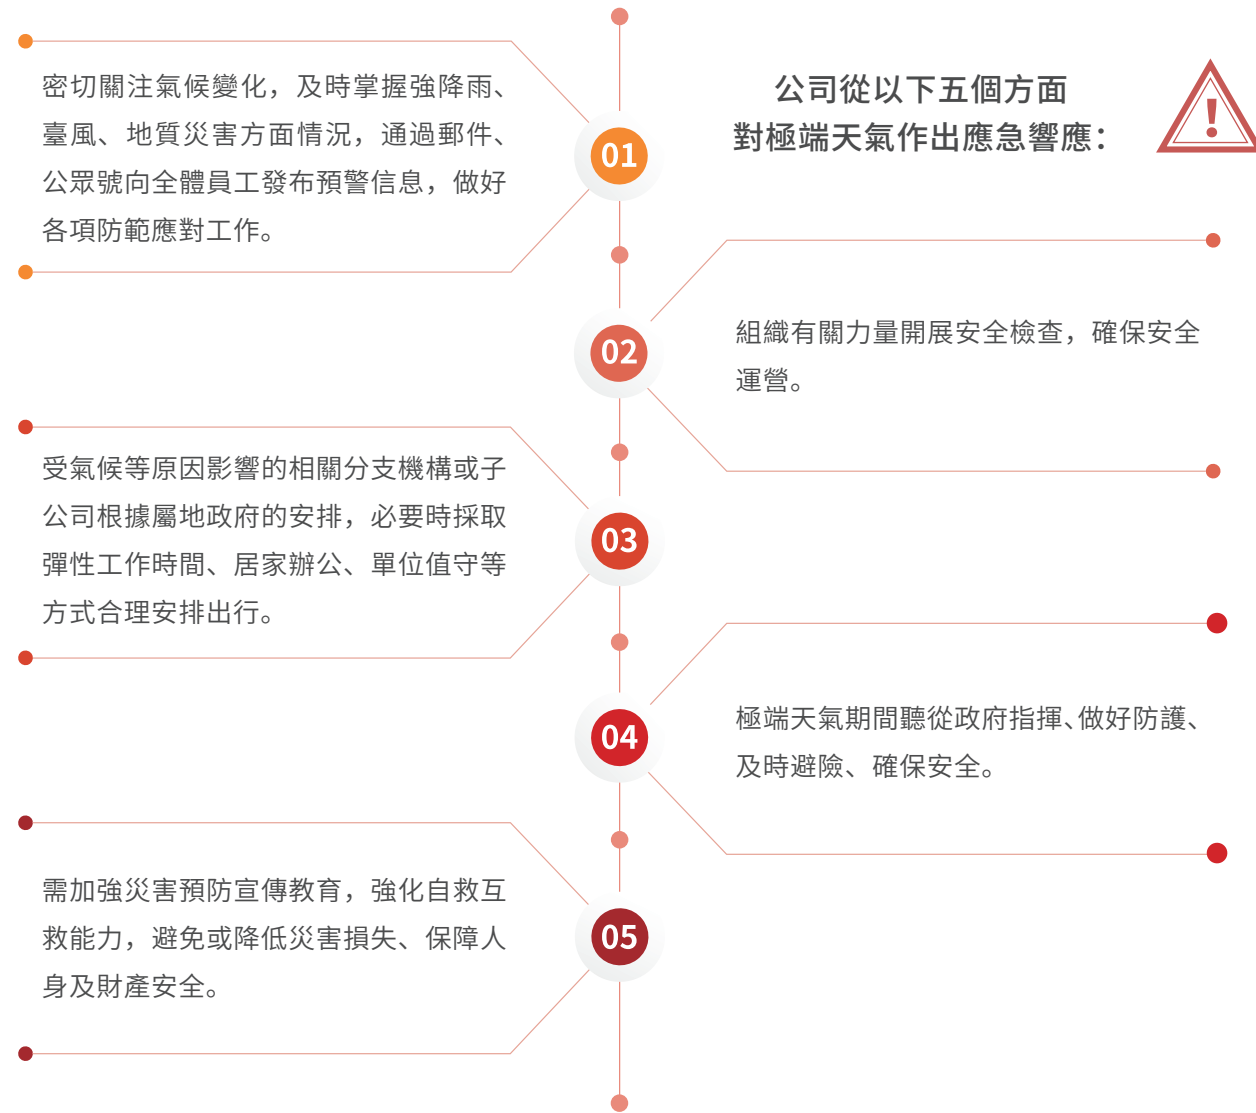 公司從以下五個方面
對極端天氣作出應急響應：
01
密切關注氣候變化，及時掌握強降雨、
臺風、地質災害方面情況，通過郵件、
公眾號向全體員工發布預警信息，做好
各項防範應對工作。
02
組織有關力量開展安全檢查，確保安全
運營。
03
受氣候等原因影響的相關分支機構或子
公司根據屬地政府的安排，必要時採取
彈性工作時間、居家辦公、單位值守等
方式合理安排出行。
04
極端天氣期間聽從政府指揮、做好防護、
及時避險、確保安全。
05
需加強災害預防宣傳教育，強化自救互
救能力，避免或降低災害損失、保障人
身及財產安全。